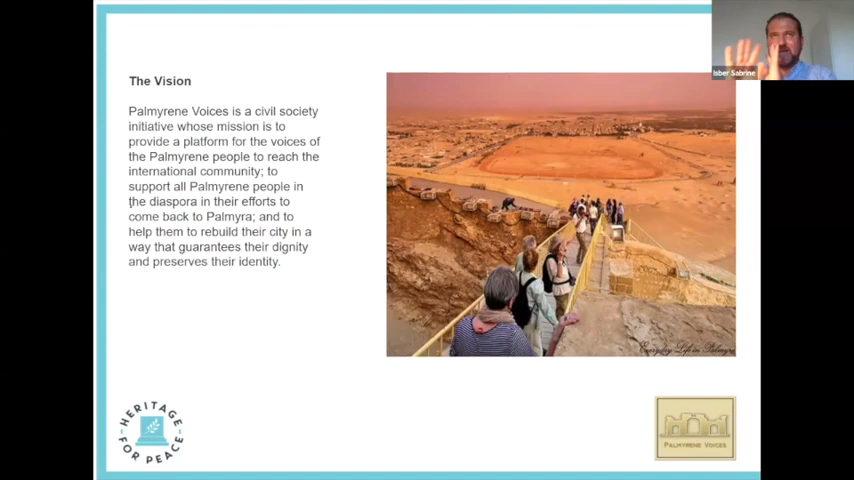 Isber Sabrine
The Vision
Palmyrene Voices is a civil society
initiative whose mission is to
provide a platform for the voices of
the Palmyrene people to reach the
international community; to
support all Palmyrene people in
the diaspora in their efforts to
come back to Palmyra; and to
help them to rebuild their city in a
way that guarantees their dignity
and preserves their identity.
Everyday Life in Palmyra
HERITAGE
FOR PEACE
PALMYRENE VOICES